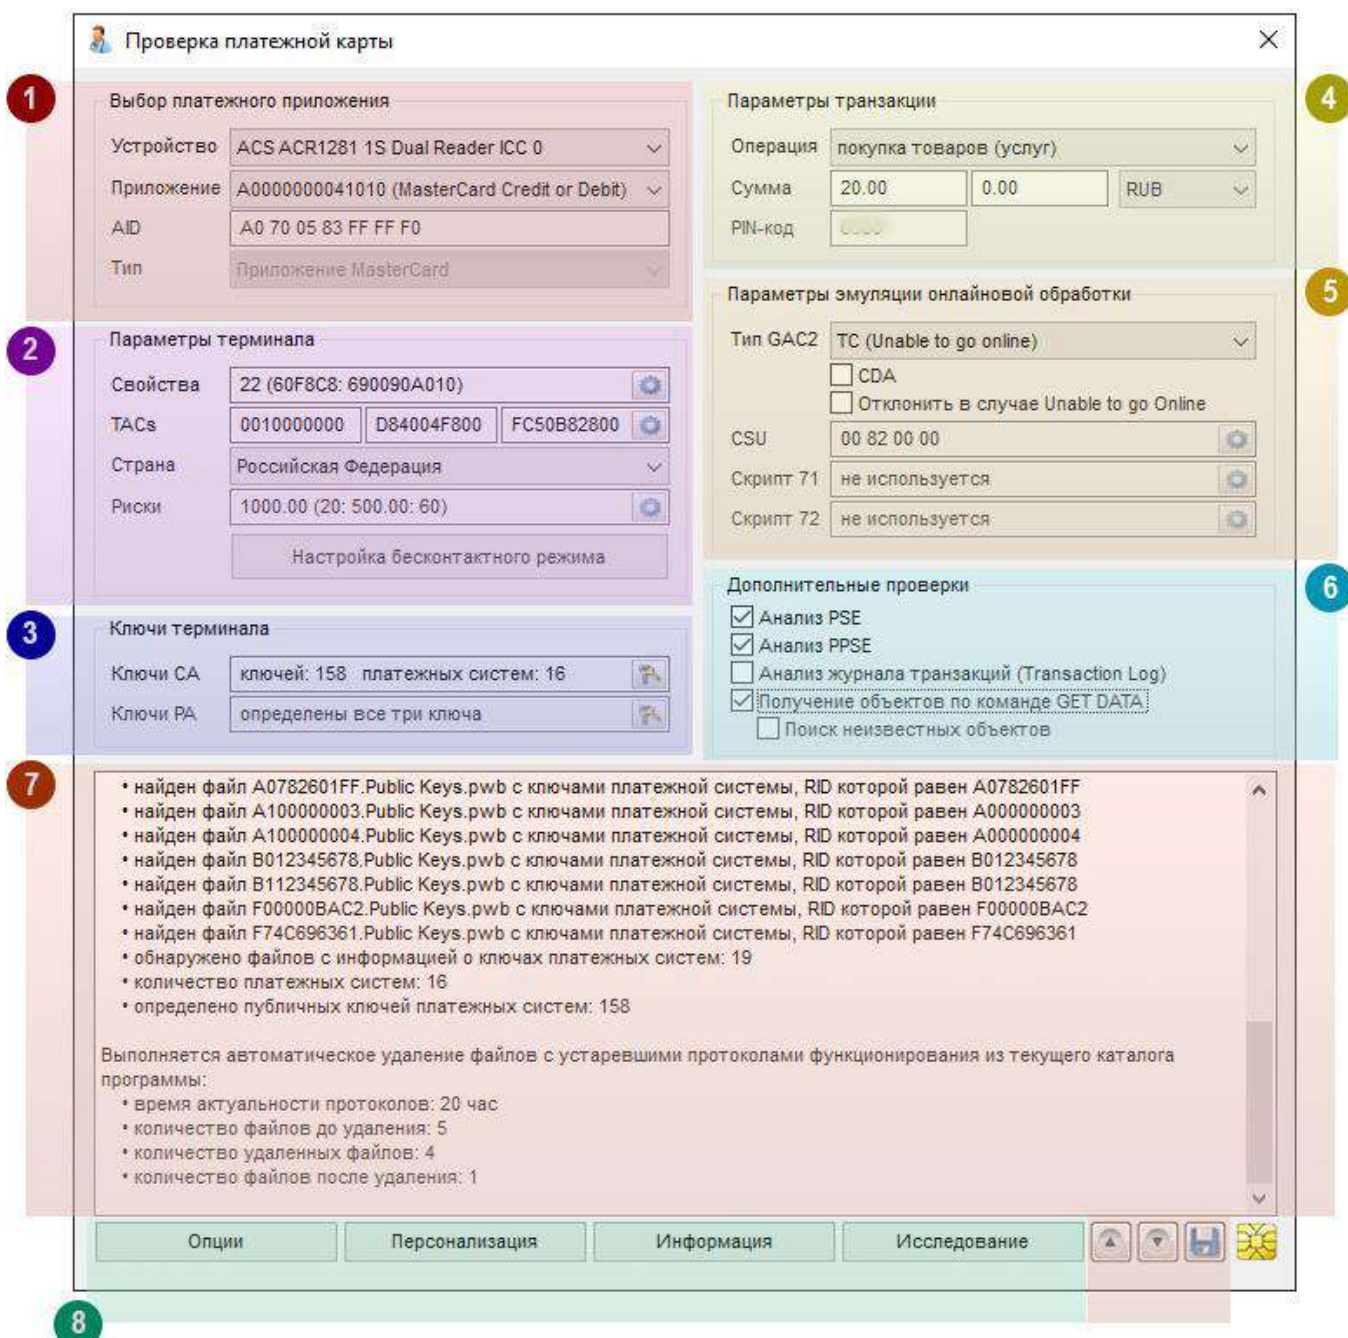 Проверка платежной карты
1
Выбор платежного приложения
Устройство ACS ACR1281 1S Dual Reader ICC 0
Приложение A0000000041010 (MasterCard Credit or Debit)
AID A0 70 05 83 FF FF F0
Тип Приложение MasterCard
2
Параметры терминала
Свойства 22 (60F8C8: 690090A010)
TACs 0010000000 D84004F800 FC50B82800
Страна Российская Федерация
Риски 1000.00 (20: 500.00: 60)
Настройка бесконтактного режима
3
Ключи терминала
Ключи CA ключей: 158 платежных систем: 16
Ключи PA определены все три ключа
4
Параметры транзакции
Операция покупка товаров (услуг)
Сумма 20.00 0.00 RUB
PIN-код
5
Параметры эмуляции онлайновой обработки
Тип GAC2 TC (Unable to go online)
CDA
Отклонить в случае Unable to go Online
CSU 00 82 00 00
Скрипт 71 не используется
Скрипт 72 не используется
6
Дополнительные проверки
Анализ PSE
Анализ PPSE
Анализ журнала транзакций (Transaction Log)
Получение объектов по команде GET DATA
Поиск неизвестных объектов
7
• найден файл A0782601FF.Public Keys.pwb с ключами платежной системы, RID которой равен A0782601FF
• найден файл A100000003.Public Keys.pwb с ключами платежной системы, RID которой равен A000000003
• найден файл A100000004.Public Keys.pwb с ключами платежной системы, RID которой равен A000000004
• найден файл B012345678.Public Keys.pwb с ключами платежной системы, RID которой равен B012345678
• найден файл B112345678.Public Keys.pwb с ключами платежной системы, RID которой равен B012345678
• найден файл F00000BAC2.Public Keys.pwb с ключами платежной системы, RID которой равен F00000BAC2
• найден файл F74C696361.Public Keys.pwb с ключами платежной системы, RID которой равен F74C696361
• обнаружено файлов с информацией о ключах платежных систем: 19
• количество платежных систем: 16
• определено публичных ключей платежных систем: 158
Выполняется автоматическое удаление файлов с устаревшими протоколами функционирования из текущего каталога
программы:
• время актуальности протоколов: 20 час
• количество файлов до удаления: 5
• количество удаленных файлов: 4
• количество файлов после удаления: 1
Опции Персонализация Информация Исследование
8